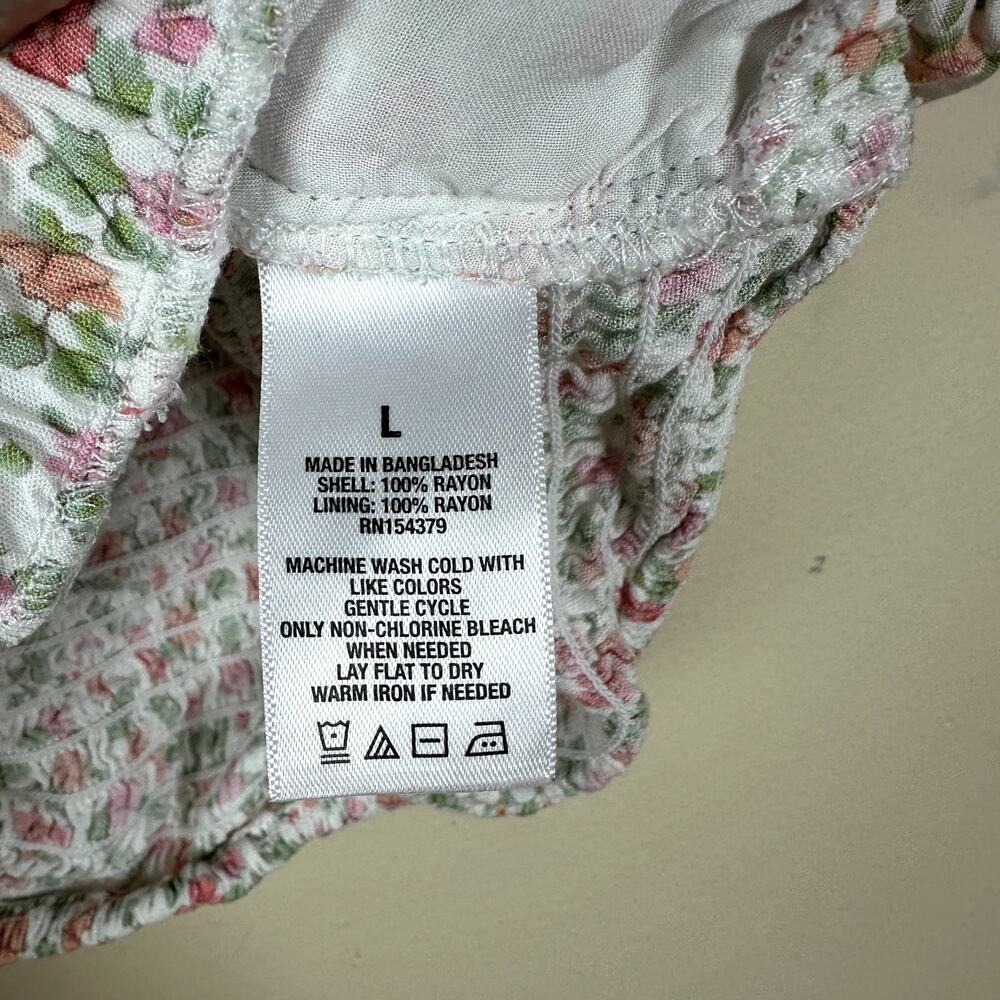 L
MADE IN BANGLADESH
SHELL: 100% RAYON
LINING: 100% RAYON
RN154379
MACHINE WASH COLD WITH
LIKE COLORS
GENTLE CYCLE
ONLY NON-CHLORINE BLEACH
WHEN NEEDED
LAY FLAT TO DRY
WARM IRON IF NEEDED